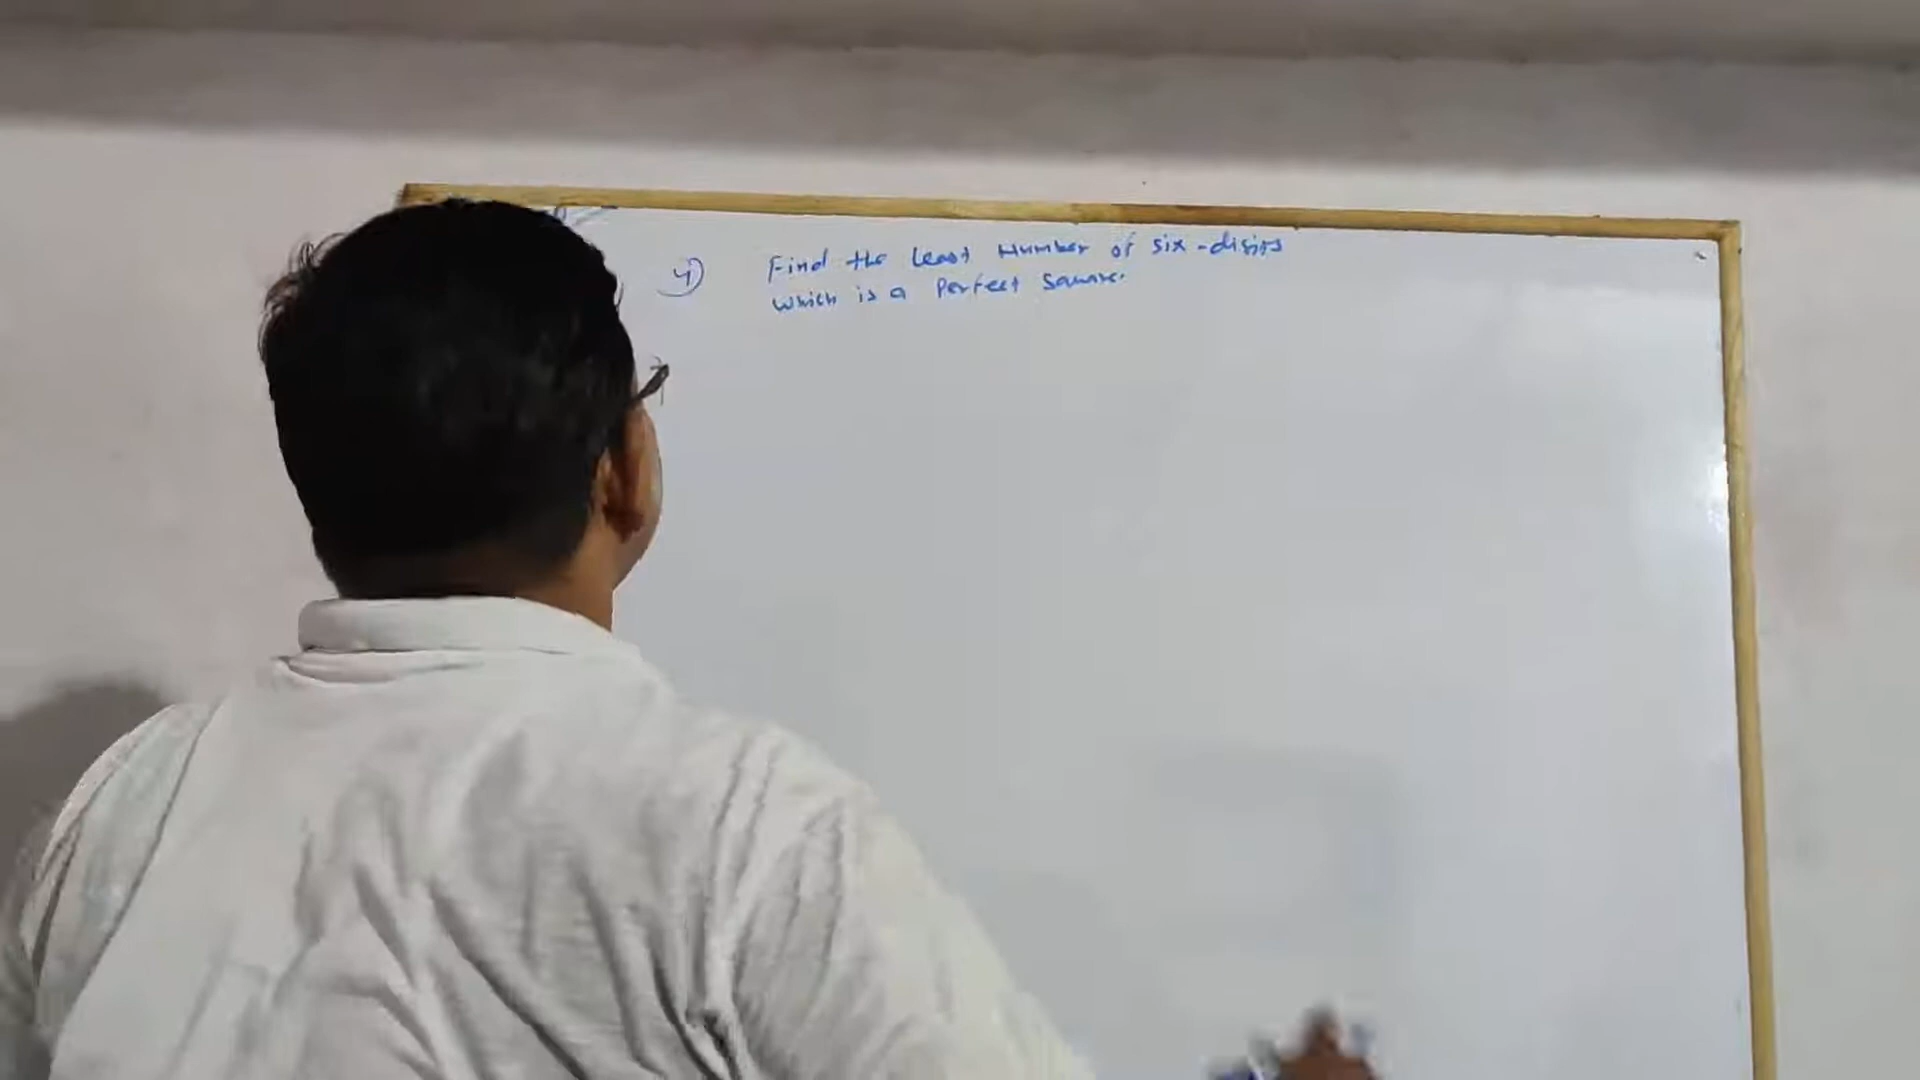 4) Find the least Number of six-digits
which is a Perfect Square.